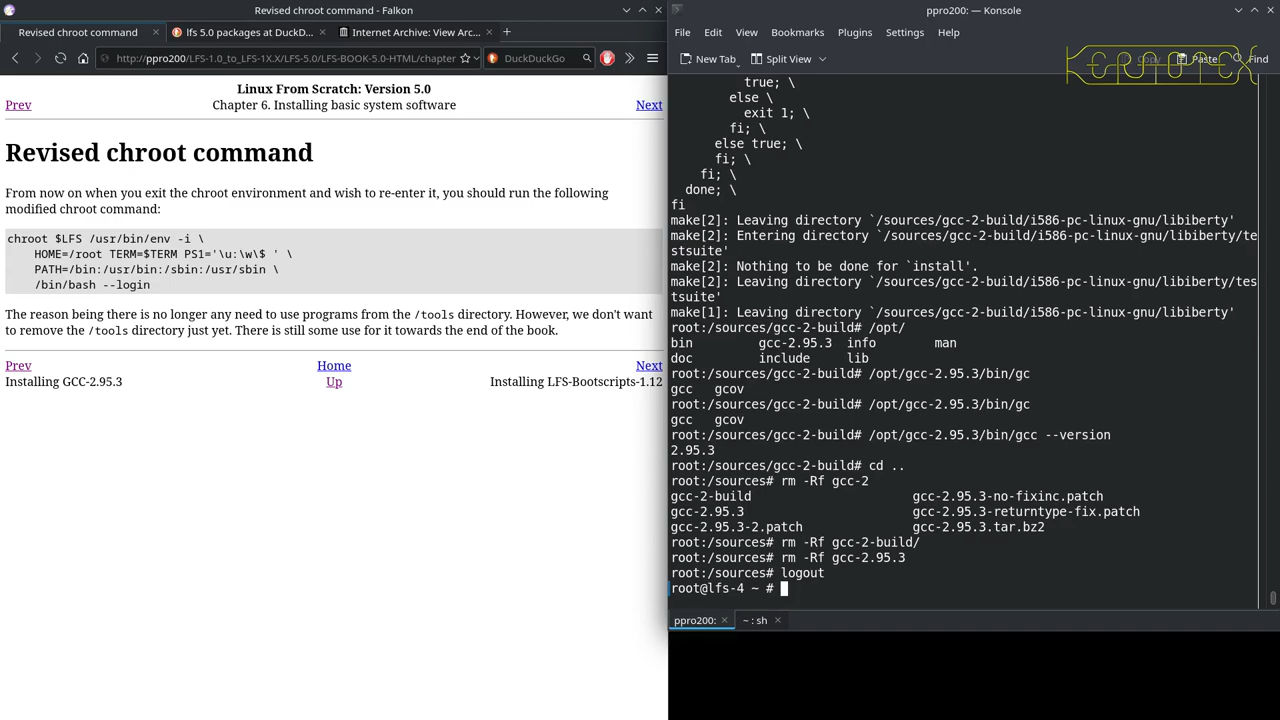 Revised chroot command - Falkon
Revised chroot command
lfs 5.0 packages at DuckD...
Internet Archive: View Arc...
http://ppro200/LFS-1.0_to_LFS-1X.X/LFS-5.0/LFS-BOOK-5.0-HTML/chapter
DuckDuckGo
Linux From Scratch: Version 5.0
Prev
Chapter 6. Installing basic system software
Next
Revised chroot command
From now on when you exit the chroot environment and wish to re-enter it, you should run the following
modified chroot command:
chroot $LFS /usr/bin/env -i \
HOME=/root TERM=$TERM PS1='\u:\w\$ ' \
PATH=/bin:/usr/bin:/sbin:/usr/sbin \
/bin/bash --login
The reason being there is no longer any need to use programs from the /tools directory. However, we don't want
to remove the /tools directory just yet. There is still some use for it towards the end of the book.
Prev
Home
Next
Installing GCC-2.95.3
Up
Installing LFS-Bootscripts-1.12
ppro200: — Konsole
File Edit View Bookmarks Plugins Settings Help
New Tab
Split View
Copy
Paste
Find
true; \
else \
exit 1; \
fi; \
else true; \
fi; \
fi; \
done; \
fi
make[2]: Leaving directory `/sources/gcc-2-build/i586-pc-linux-gnu/libiberty'
make[2]: Entering directory `/sources/gcc-2-build/i586-pc-linux-gnu/libiberty/te
stsuite'
make[2]: Nothing to be done for `install'.
make[2]: Leaving directory `/sources/gcc-2-build/i586-pc-linux-gnu/libiberty/tes
tsuite'
make[1]: Leaving directory `/sources/gcc-2-build/i586-pc-linux-gnu/libiberty'
root:/sources/gcc-2-build# /opt/
bin gcc-2.95.3 info man
doc include lib
root:/sources/gcc-2-build# /opt/gcc-2.95.3/bin/gc
gcc gcov
root:/sources/gcc-2-build# /opt/gcc-2.95.3/bin/gc
gcc gcov
root:/sources/gcc-2-build# /opt/gcc-2.95.3/bin/gcc --version
2.95.3
root:/sources/gcc-2-build# cd ..
root:/sources# rm -Rf gcc-2
gcc-2-build gcc-2.95.3-no-fixinc.patch
gcc-2.95.3 gcc-2.95.3-returntype-fix.patch
gcc-2.95.3-2.patch gcc-2.95.3.tar.bz2
root:/sources# rm -Rf gcc-2-build/
root:/sources# rm -Rf gcc-2.95.3
root:/sources# logout
root@lfs-4 ~ #
ppro200:
~ : sh